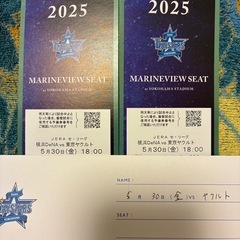 2025
MARINEVIEW SEAT
at YOKOHAMA STADIUM
JERA セ・リーグ
横浜DeNA vs 東京ヤクルト
5月30日(金) 18:00
2025
MARINEVIEW SEAT
at YOKOHAMA STADIUM
JERA セ・リーグ
横浜DeNA vs 東京ヤクルト
5月30日(金) 18:00
5月30日(金)vs ヤクルト
SEAT: